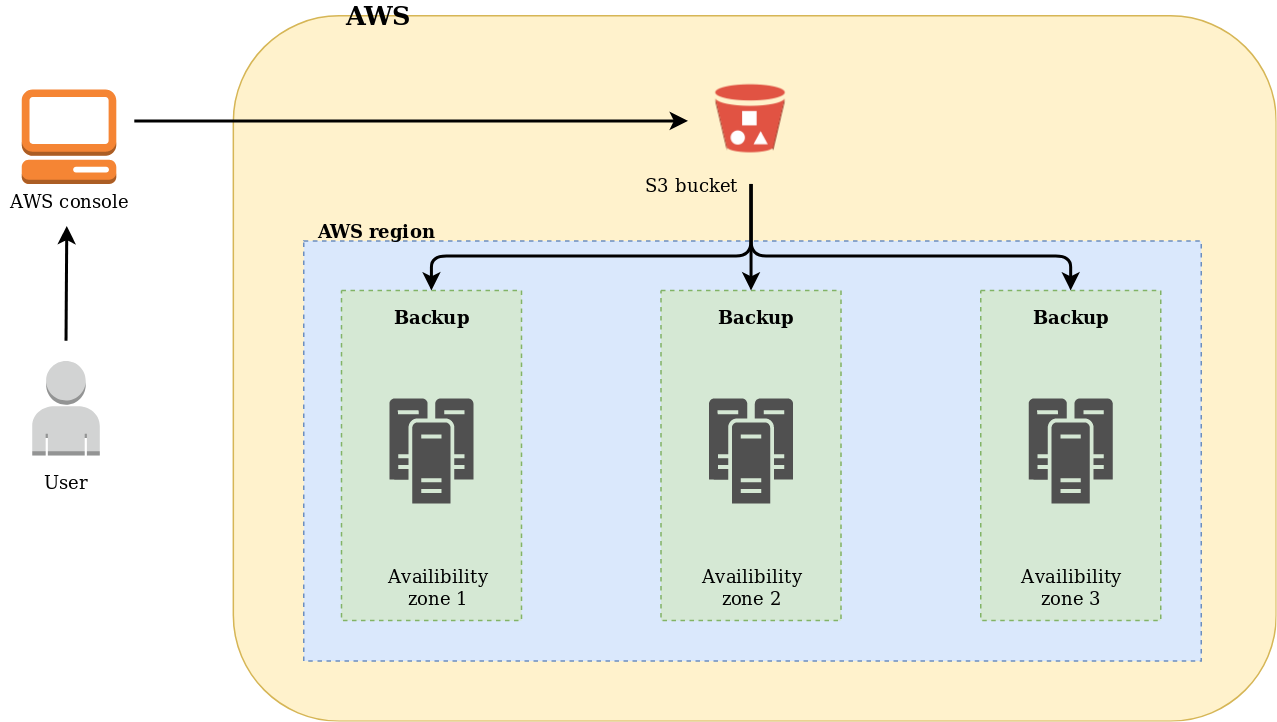 AWS
AWS console
S3 bucket
AWS region
Backup
Backup
Backup
User
Availibility
zone 1
Availibility
zone 2
Availibility
zone 3